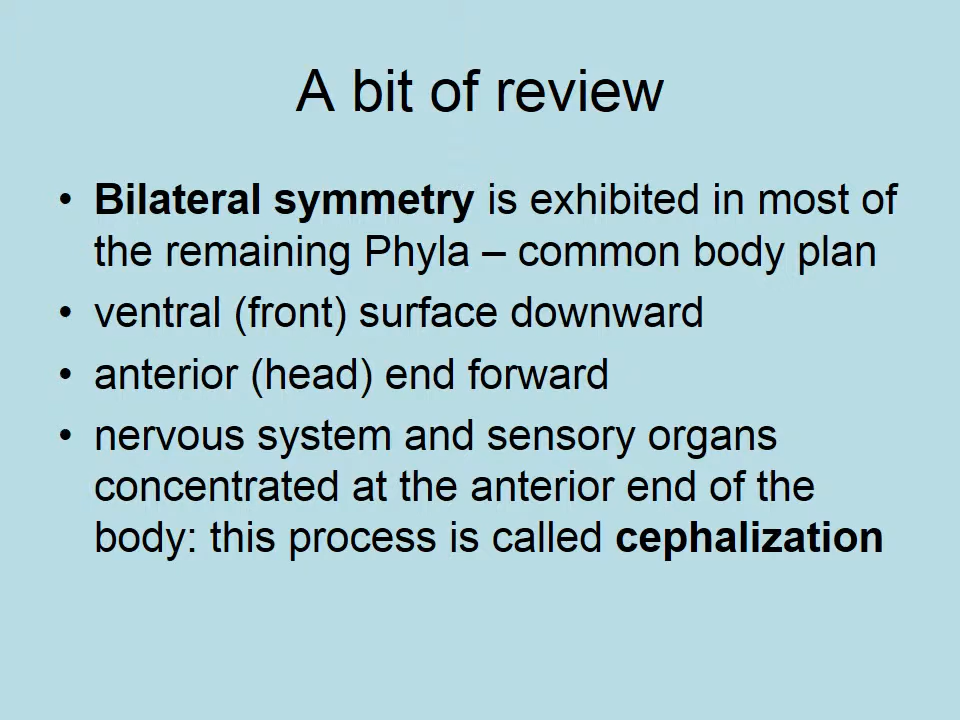 A bit of review
• Bilateral symmetry is exhibited in most of
the remaining Phyla – common body plan
• ventral (front) surface downward
• anterior (head) end forward
• nervous system and sensory organs
concentrated at the anterior end of the
body: this process is called cephalization